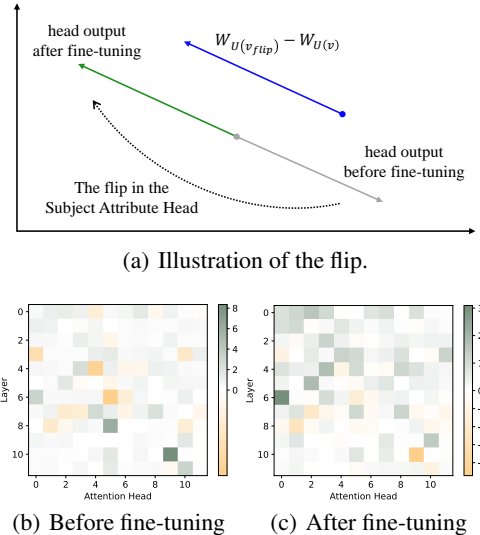 head output
after fine-tuning
W_{U(v_{flip})} − W_{U(v)}
head output
before fine-tuning
The flip in the
Subject Attribute Head
(a) Illustration of the flip.
0
2
4
6
8
10
Layer
0 2 4 6 8 10
Attention Head
8
6
4
2
0
0
2
4
6
8
10
Layer
0 2 4 6 8 10
Attention Head
(b) Before fine-tuning
(c) After fine-tuning